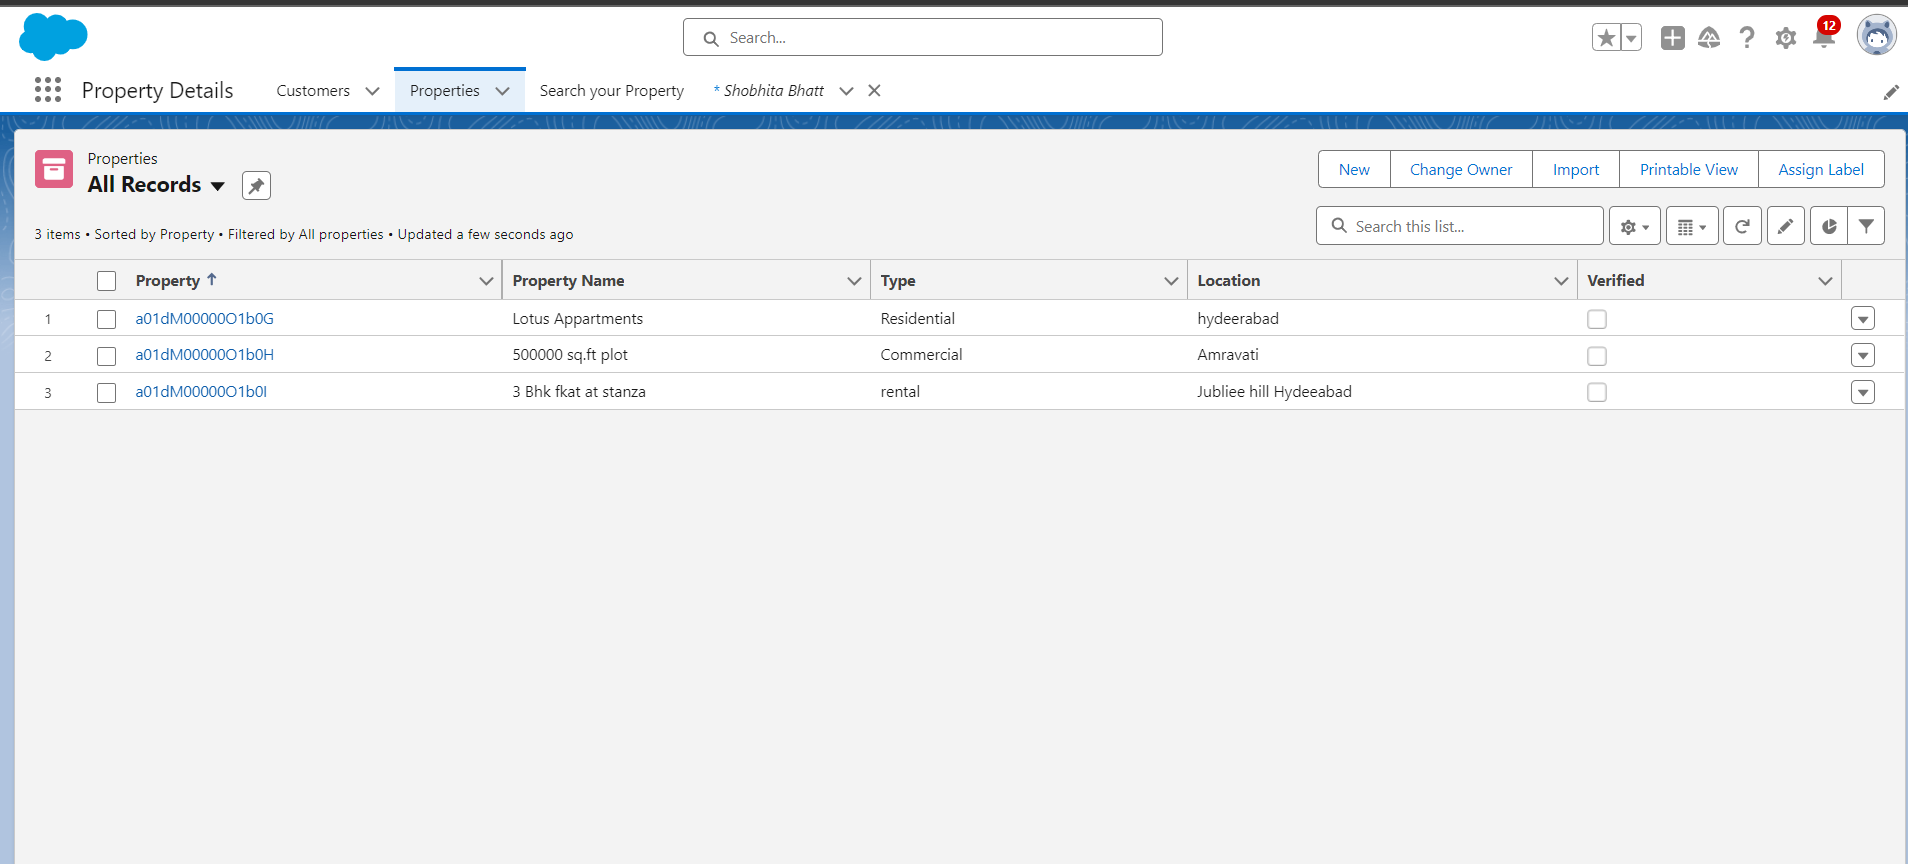 Search...
12
Property Details
Customers
Properties
Search your Property
* Shobhita Bhatt
Properties
All Records
New
Change Owner
Import
Printable View
Assign Label
3 items • Sorted by Property • Filtered by All properties • Updated a few seconds ago
Search this list...
Property Property Name Type Location Verified
1 a01dM00000O1b0G Lotus Appartments Residential hydeerabad
2 a01dM00000O1b0H 500000 sq.ft plot Commercial Amravati
3 a01dM00000O1b0I 3 Bhk fkat at stanza rental Jubliee hill Hydeeabad